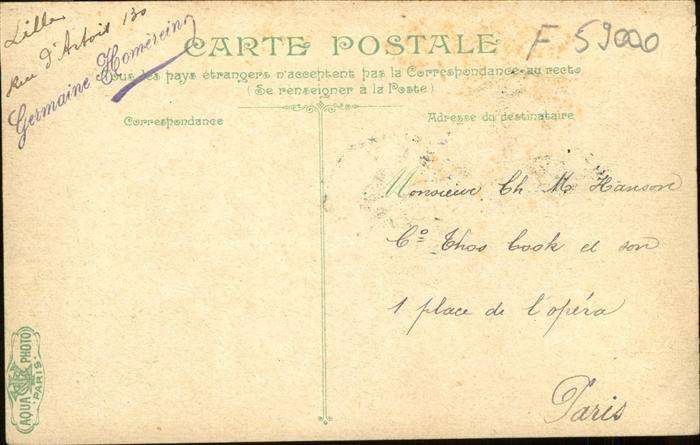 Lille
Rue d'Artois 130
Germaine
CARTE POSTALE
F 59000
Tous les pays étrangers n'acceptent pas la Correspondance au recto
(Se renseigner à la Poste)
Correspondance
Adresse du destinataire
Monsieur Ch M. Hanson
Co Thos Cook et son
1 place de l'opéra
Paris
AQUA PHOTO
PARIS